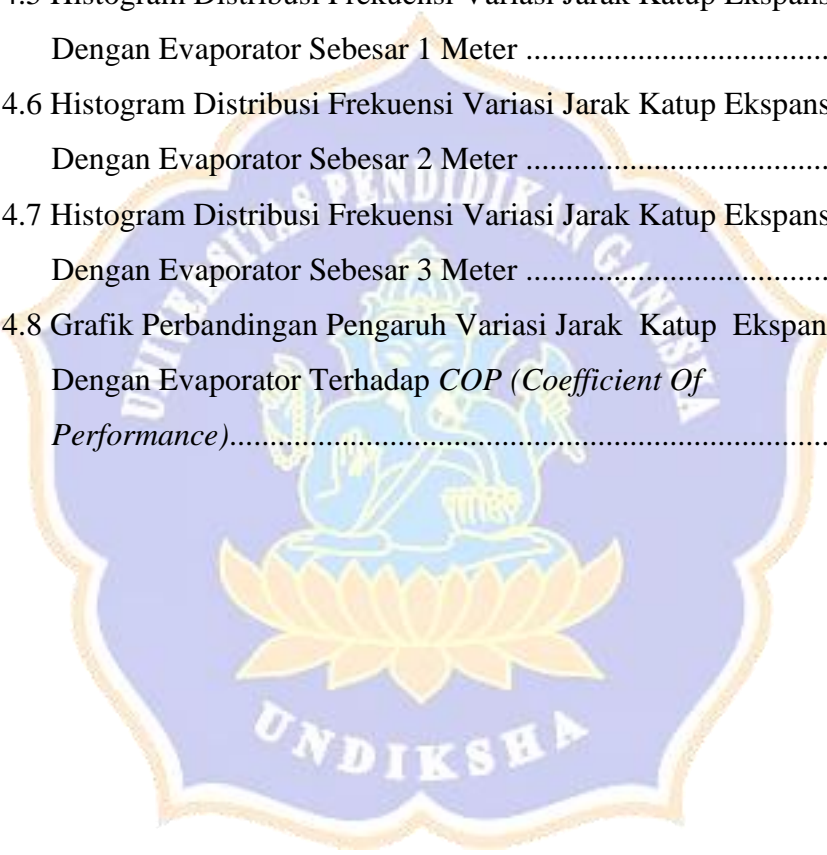 4.5 Histogram Distribusi Frekuensi Variasi Jarak Katup Ekspans
Dengan Evaporator Sebesar 1 Meter ......................................
4.6 Histogram Distribusi Frekuensi Variasi Jarak Katup Ekspans
Dengan Evaporator Sebesar 2 Meter ......................................
4.7 Histogram Distribusi Frekuensi Variasi Jarak Katup Ekspans
Dengan Evaporator Sebesar 3 Meter ......................................
4.8 Grafik Perbandingan Pengaruh Variasi Jarak Katup Ekspan
Dengan Evaporator Terhadap COP (Coefficient Of
Performance).........................................................................
UNIVERSITAS PENDIDIKAN GANESHA
UNDIKSHA